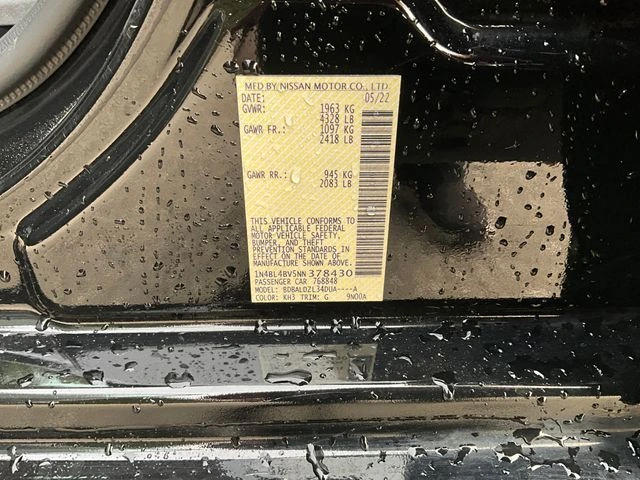 MFD BY NISSAN MOTOR CO., LTD
DATE: 05/22
GVWR: 1963 KG
4328 LB
GAWR FR.: 1097 KG
2418 LB
GAWR RR.: 945 KG
2083 LB
THIS VEHICLE CONFORMS TO
ALL APPLICABLE FEDERAL
MOTOR VEHICLE SAFETY,
BUMPER, AND THEFT
PREVENTION STANDARDS IN
EFFECT ON THE DATE OF
MANUFACTURE SHOWN ABOVE.
1N4BL4BV5NN378430
PASSENGER CAR 768848
MODEL: BDBALDZL34DUA----A
COLOR: KH3 TRIM: G 9N00A